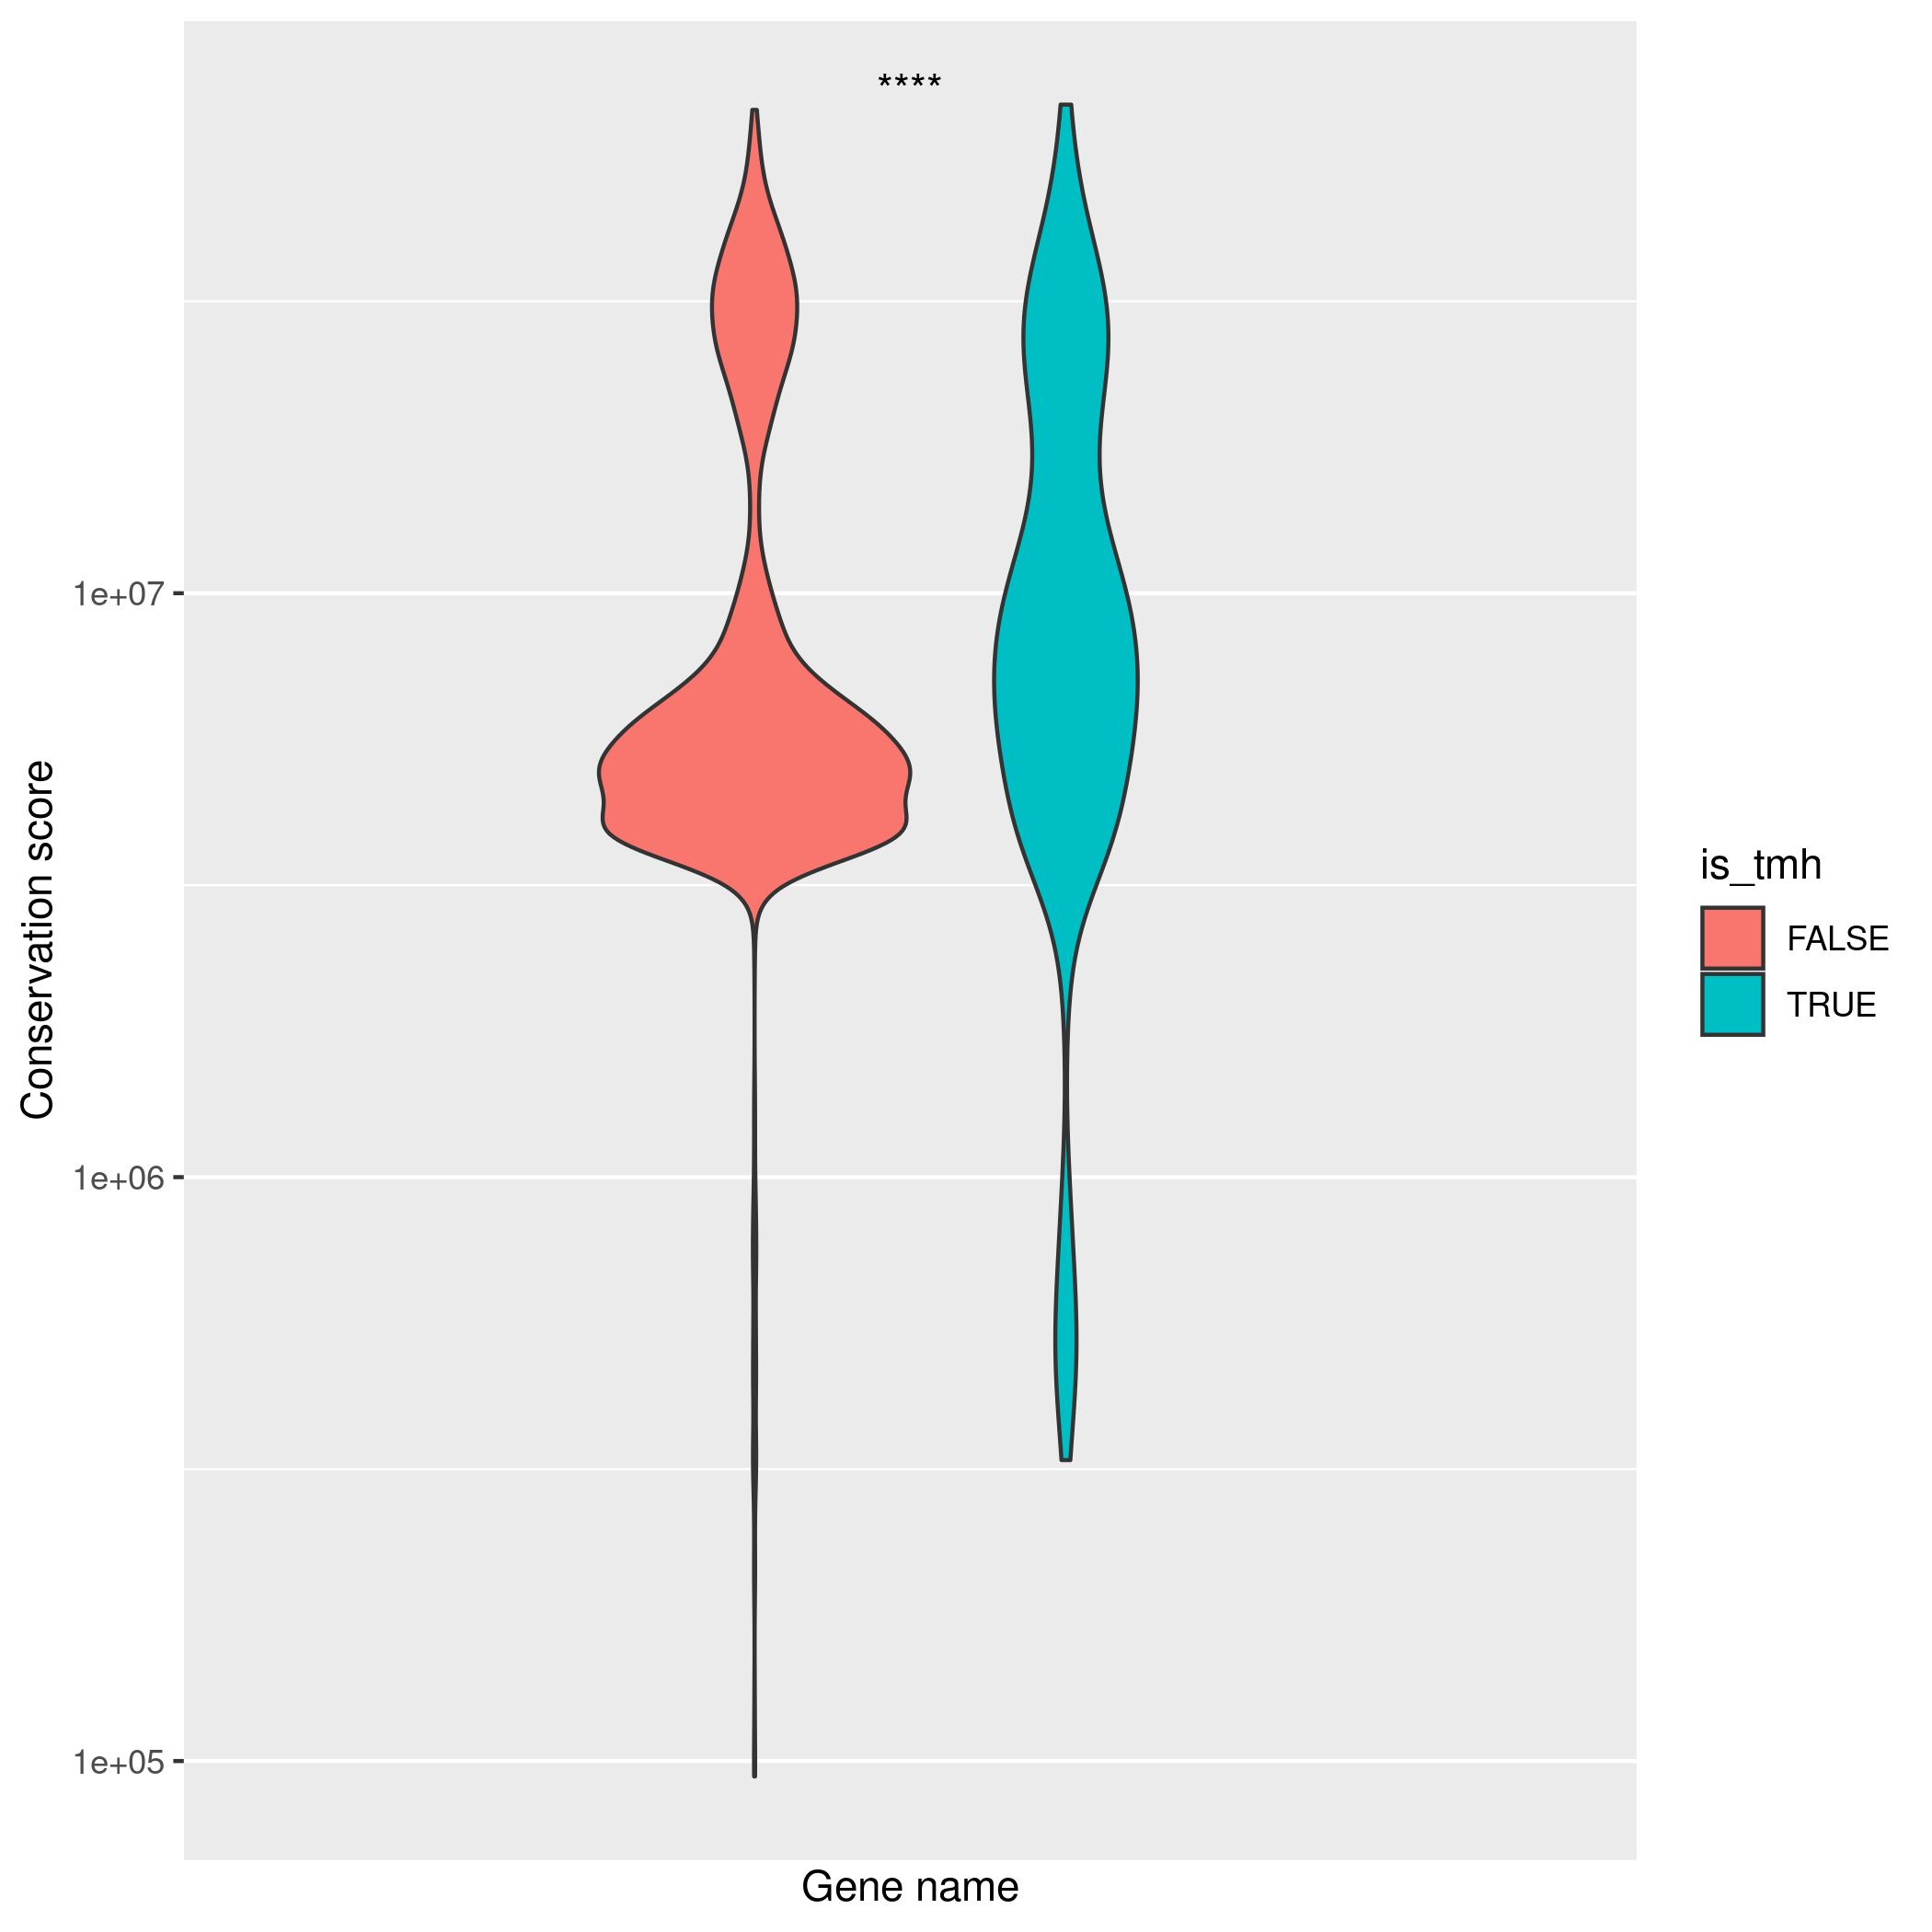 ****
1e+07
1e+06
1e+05
Conservation score
Gene name
is_tmh
FALSE
TRUE